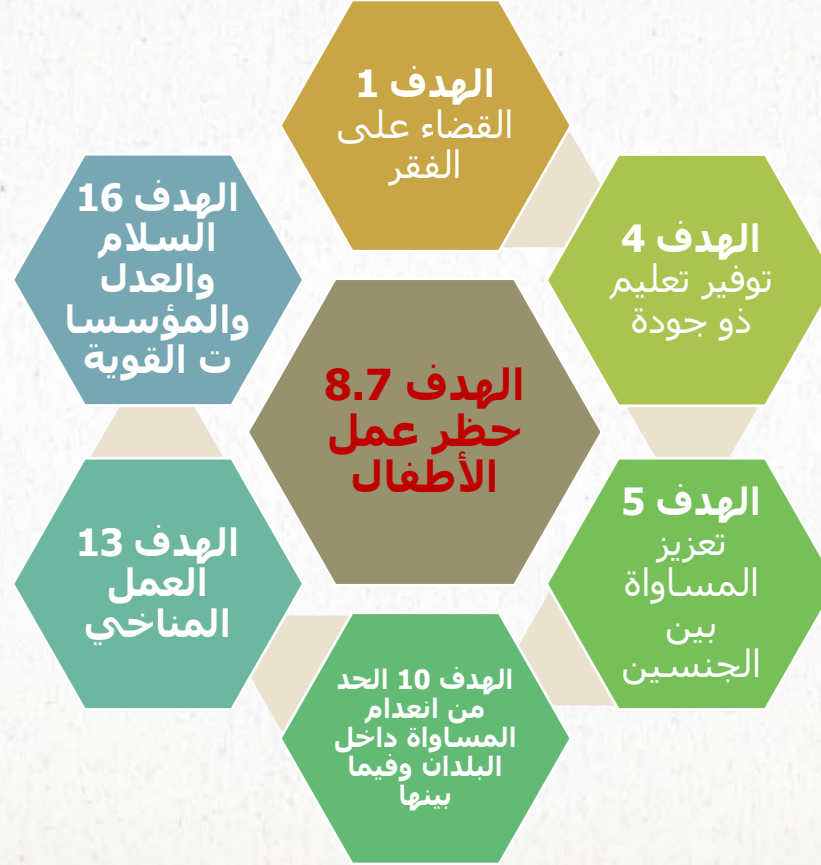 الهدف 1
القضاء على
الفقر
الهدف 4
توفير تعليم
ذو جودة
الهدف 5
تعزيز
المساواة
بين
الجنسين
الهدف 10 الحد
من انعدام
المساواة داخل
البلدان وفيما
بينها
الهدف 13
العمل
المناخي
الهدف 16
السلام
والعدل
والمؤسسا
ت القوية
الهدف 8.7
حظر عمل
الأطفال